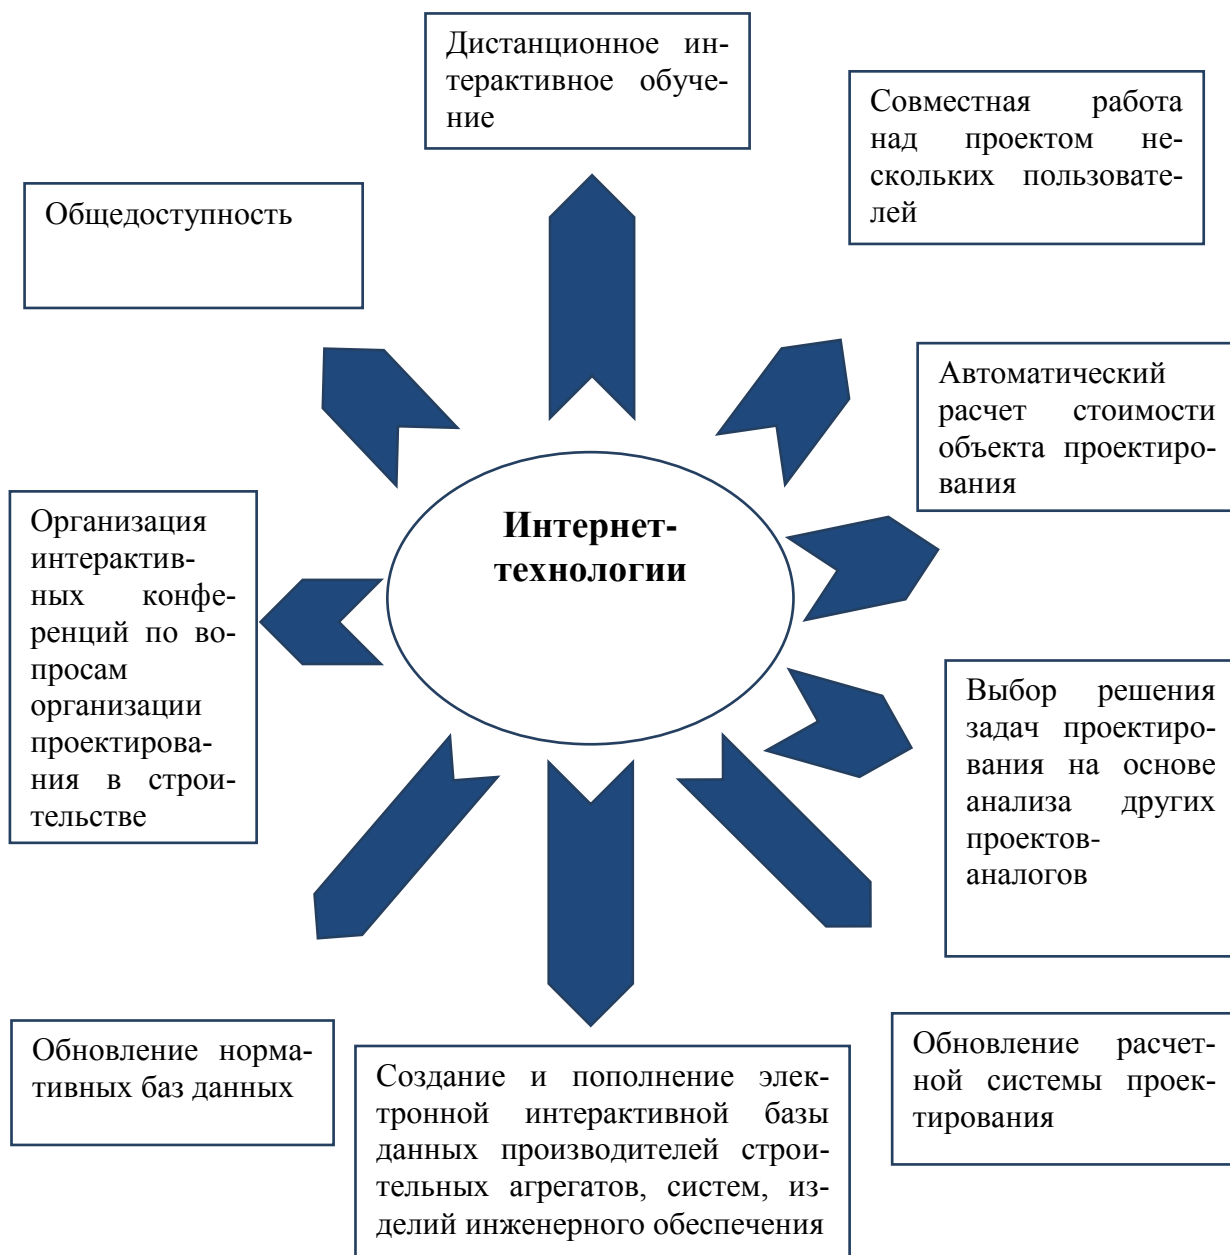 Дистанционное ин-
терактивное обуче-
ние
Совместная работа
над проектом не-
скольких пользовате-
лей
Общедоступность
Автоматический
расчет стоимости
объекта проектиро-
вания
Интернет-
технологии
Организация
интерактив-
ных конфе-
ренций по во-
просам
организации
проектирова-
ния в строи-
тельстве
Выбор решения
задач проектиро-
вания на основе
анализа других
проектов-
аналогов
Обновление норма-
тивных баз данных
Создание и пополнение элек-
тронной интерактивной базы
данных производителей строи-
тельных агрегатов, систем, из-
делий инженерного обеспечения
Обновление расчет-
ной системы проек-
тирования